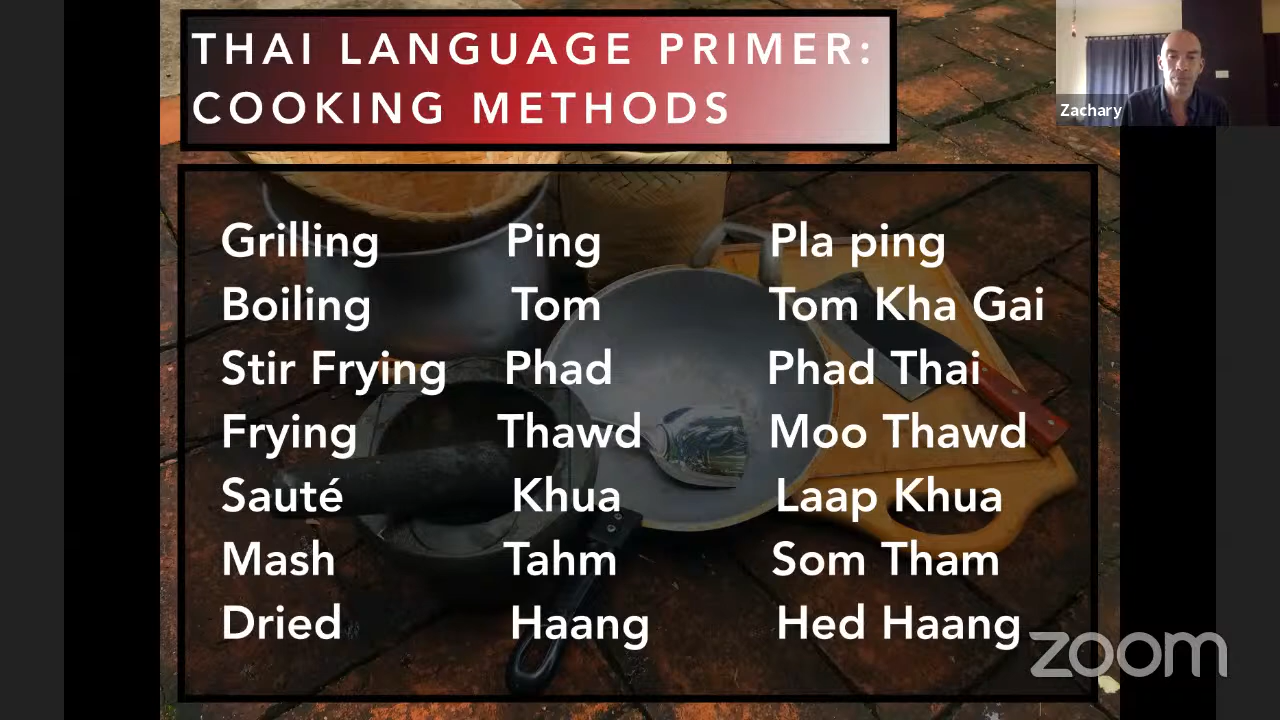 THAI LANGUAGE PRIMER:
COOKING METHODS
Zachary
Grilling Ping Pla ping
Boiling Tom Tom Kha Gai
Stir Frying Phad Phad Thai
Frying Thawd Moo Thawd
Sauté Khua Laap Khua
Mash Tahm Som Tham
Dried Haang Hed Haang
zoom